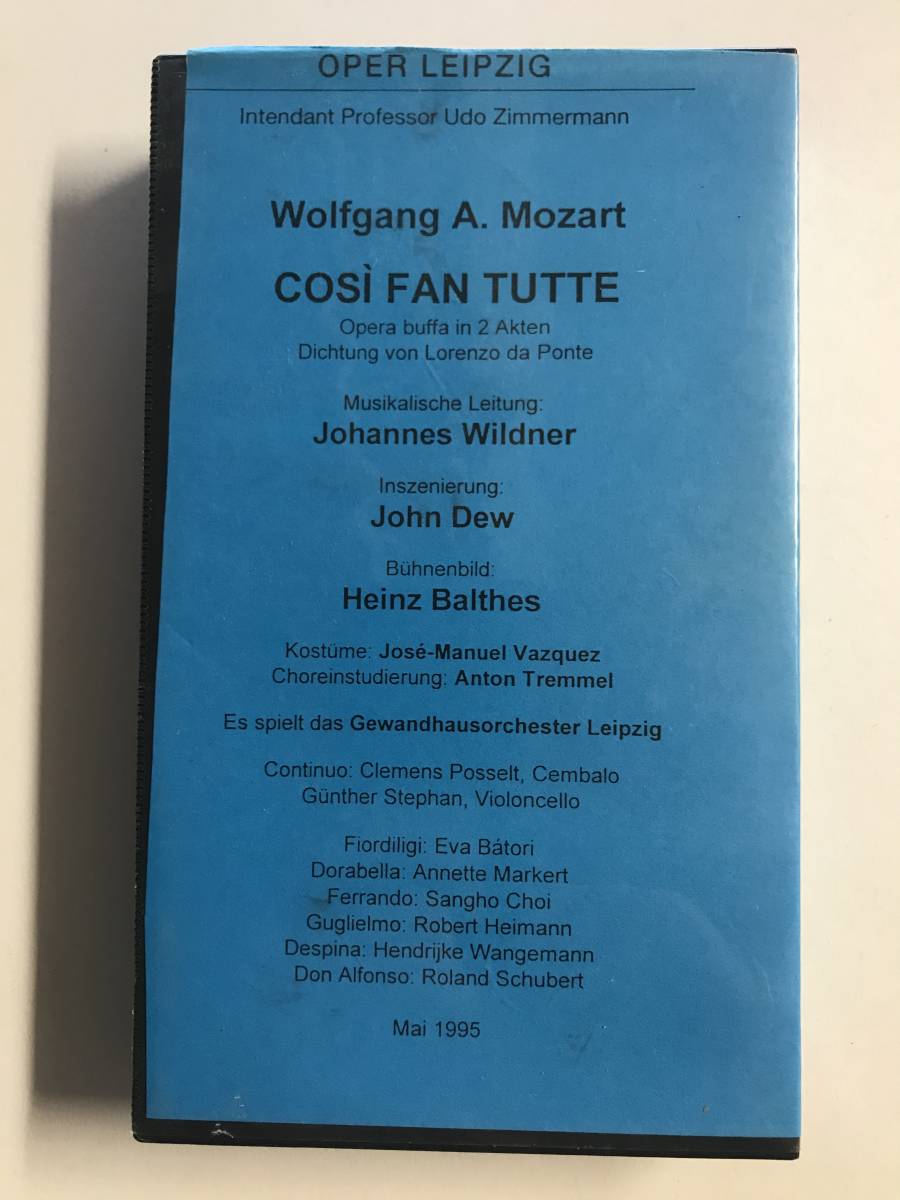 OPER LEIPZIG
Intendant Professor Udo Zimmermann
Wolfgang A. Mozart
COSÌ FAN TUTTE
Opera buffa in 2 Akten
Dichtung von Lorenzo da Ponte
Musikalische Leitung:
Johannes Wildner
Inszenierung:
John Dew
Bühnenbild:
Heinz Balthes
Kostüme: José-Manuel Vazquez
Choreinstudierung: Anton Tremmel
Es spielt das Gewandhausorchester Leipzig
Continuo: Clemens Posselt, Cembalo
Günther Stephan, Violoncello
Fiordiligi: Eva Bátori
Dorabella: Annette Markert
Ferrando: Sangho Choi
Guglielmo: Robert Heimann
Despina: Hendrijke Wangemann
Don Alfonso: Roland Schubert
Mai 1995